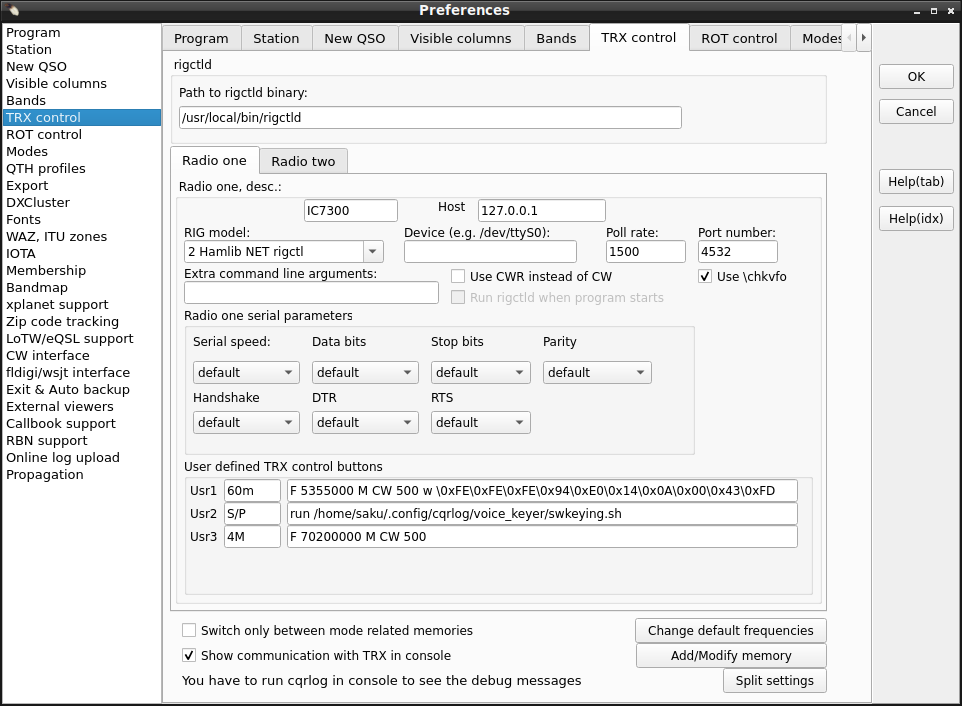 Preferences
Program
Station
New QSO
Visible columns
Bands
TRX control
ROT control
Modes
QTH profiles
Export
DXCluster
Fonts
WAZ, ITU zones
IOTA
Membership
Bandmap
xplanet support
Zip code tracking
LoTW/eQSL support
CW interface
fldigi/wsjt interface
Exit & Auto backup
External viewers
Callbook support
RBN support
Online log upload
Propagation
Program Station New QSO Visible columns Bands TRX control ROT control Modes
rigctld
Path to rigctld binary:
/usr/local/bin/rigctld
Radio one Radio two
Radio one, desc.:
IC7300 Host 127.0.0.1
RIG model: Device (e.g. /dev/ttyS0): Poll rate: Port number:
2 Hamlib NET rigctl 1500 4532
Extra command line arguments: Use CWR instead of CW Use \chkvfo
Run rigctld when program starts
Radio one serial parameters
Serial speed: Data bits Stop bits Parity
default default default default
Handshake DTR RTS
default default default
User defined TRX control buttons
Usr1 60m F 5355000 M CW 500 w \0xFE\0xFE\0xFE\0x94\0xE0\0x14\0x0A\0x00\0x43\0xFD
Usr2 S/P run /home/saku/.config/cqrlog/voice_keyer/swkeying.sh
Usr3 4M F 70200000 M CW 500
Switch only between mode related memories Change default frequencies
Show communication with TRX in console Add/Modify memory
You have to run cqrlog in console to see the debug messages Split settings
OK
Cancel
Help(tab)
Help(idx)